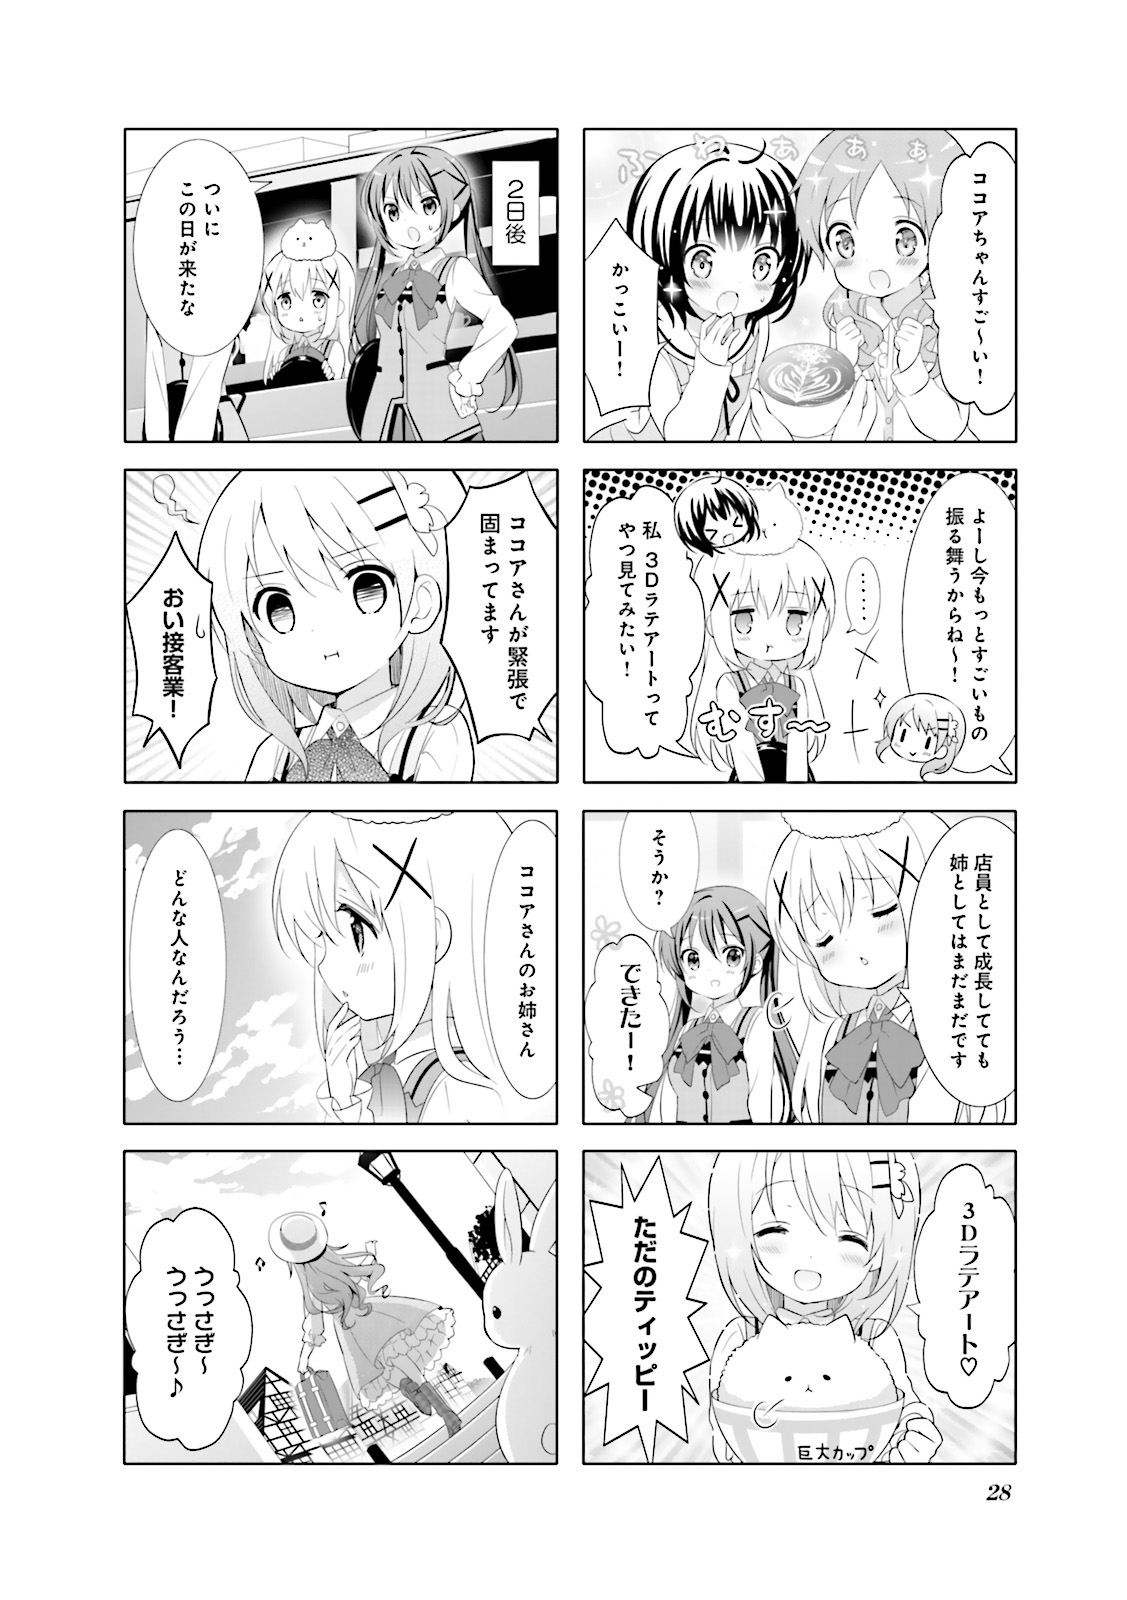 ふわぁぁぁぁ
ココアちゃんすご〜い！
かっこいー！
よーし今もっとすごいもの
振る舞うからね〜！
‥‥‥
私 3Dラテアートって
やつ見てみたい！
むす〜
店員として成長しても
姉としてはまだまだです
そうか？
できたー！
3Dラテアート♡
ただのティッピー
巨大カップ
2日後
ついに
この日が来たな
ココアさんが緊張で
固まってます
おい接客業！
ココアさんのお姉さん
どんな人なんだろう…
うっさぎ〜
うっさぎ〜♪
28